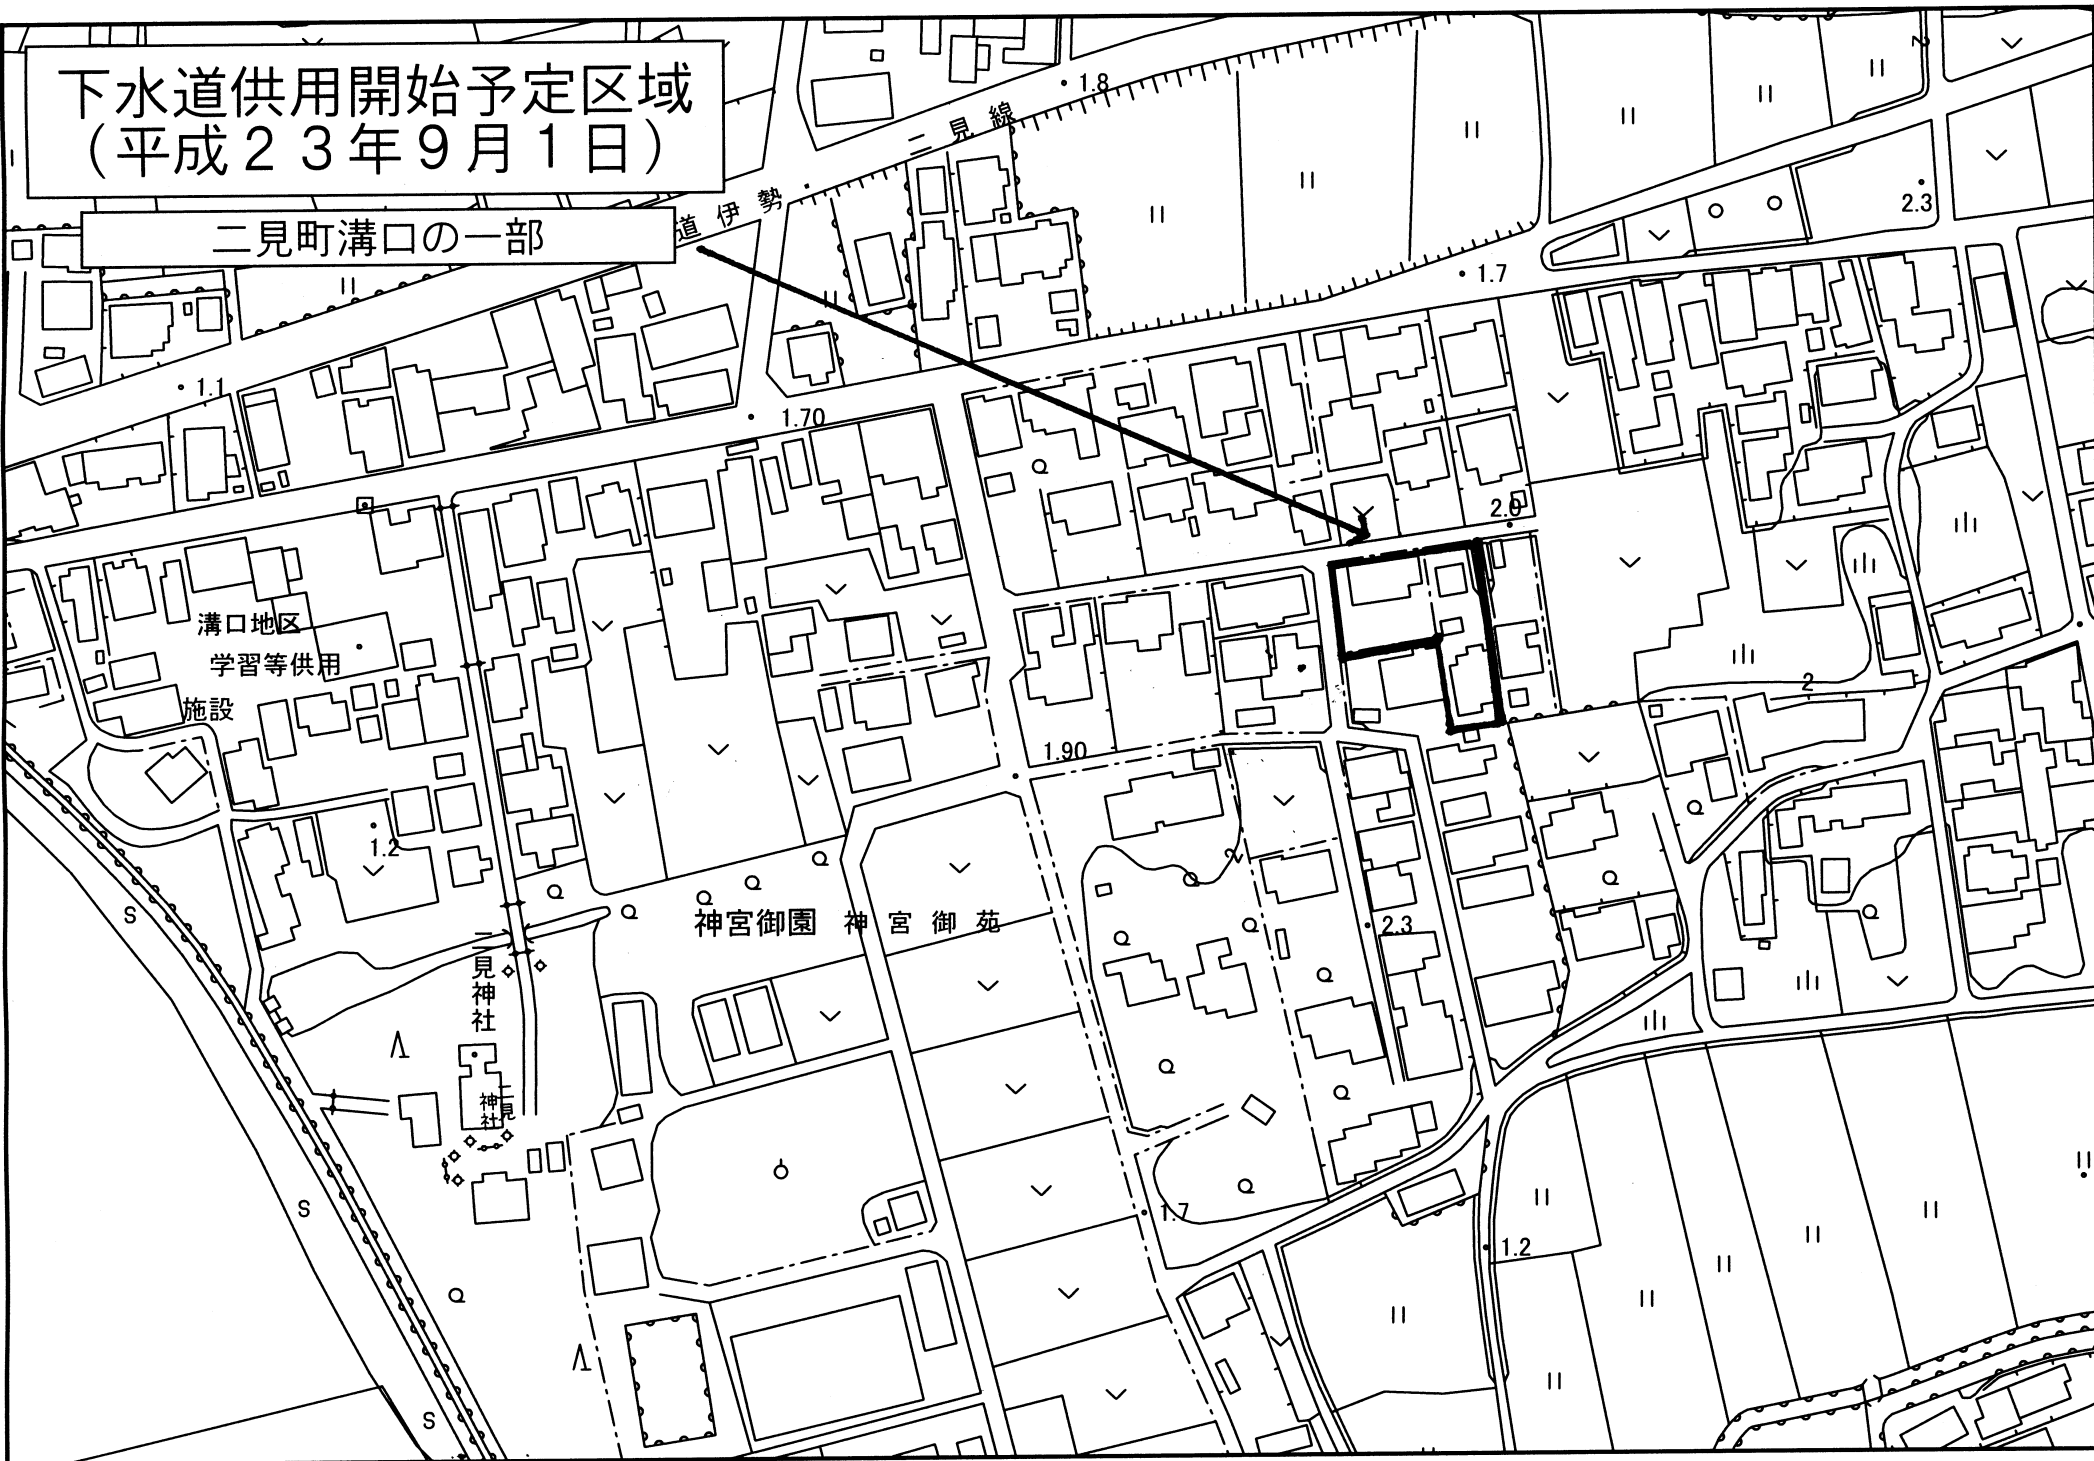 下水道供用開始予定区域
（平成２３年９月１日）
二見町溝口の一部
道伊勢
二見線
1.8
2
2.3
1.7
1.1
1.70
2.0
溝口地区
学習等供用
施設
2
1.90
1.2
2
神宮御園
神宮御苑
2.3
二見神社
二見
神社
1.7
1.2
S
S
S